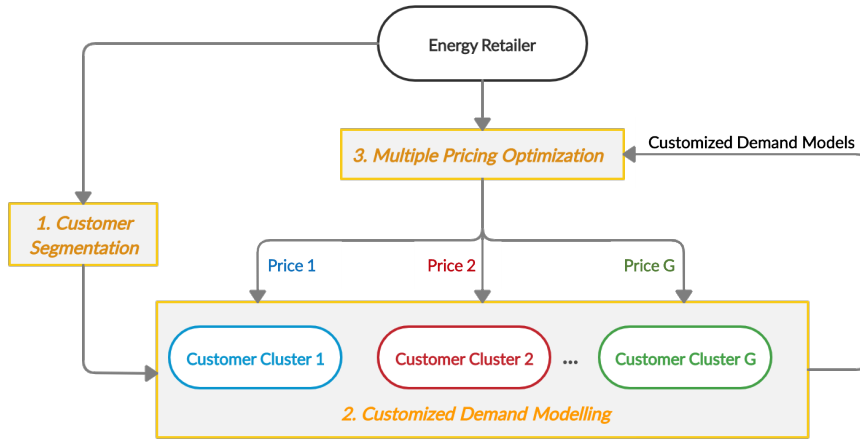 Energy Retailer
3. Multiple Pricing Optimization
Customized Demand Models
1. Customer
Segmentation
Price 1
Price 2
Price G
Customer Cluster 1
Customer Cluster 2
...
Customer Cluster G
2. Customized Demand Modelling